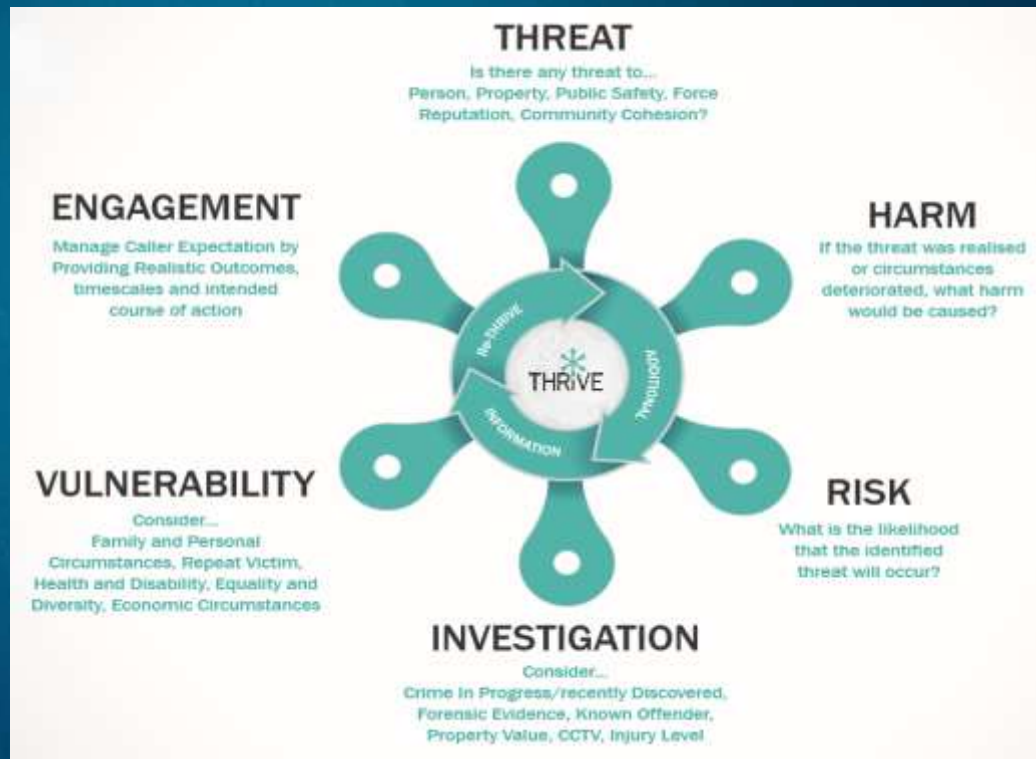 THREAT
Is there any threat to...
Person, Property, Public Safety, Force
Reputation, Community Cohesion?
HARM
If the threat was realised
or circumstances
deteriorated, what harm
would be caused?
RISK
What is the likelihood
that the identified
threat will occur?
INVESTIGATION
Consider...
Crime In Progress/recently Discovered,
Forensic Evidence, Known Offender,
Property Value, CCTV, Injury Level
VULNERABILITY
Consider...
Family and Personal
Circumstances, Repeat Victim,
Health and Disability, Equality and
Diversity, Economic Circumstances
ENGAGEMENT
Manage Caller Expectation by
Providing Realistic Outcomes,
timescales and intended
course of action
ADDITIONAL
INFORMATION
Re-THRIVE
THRiVE